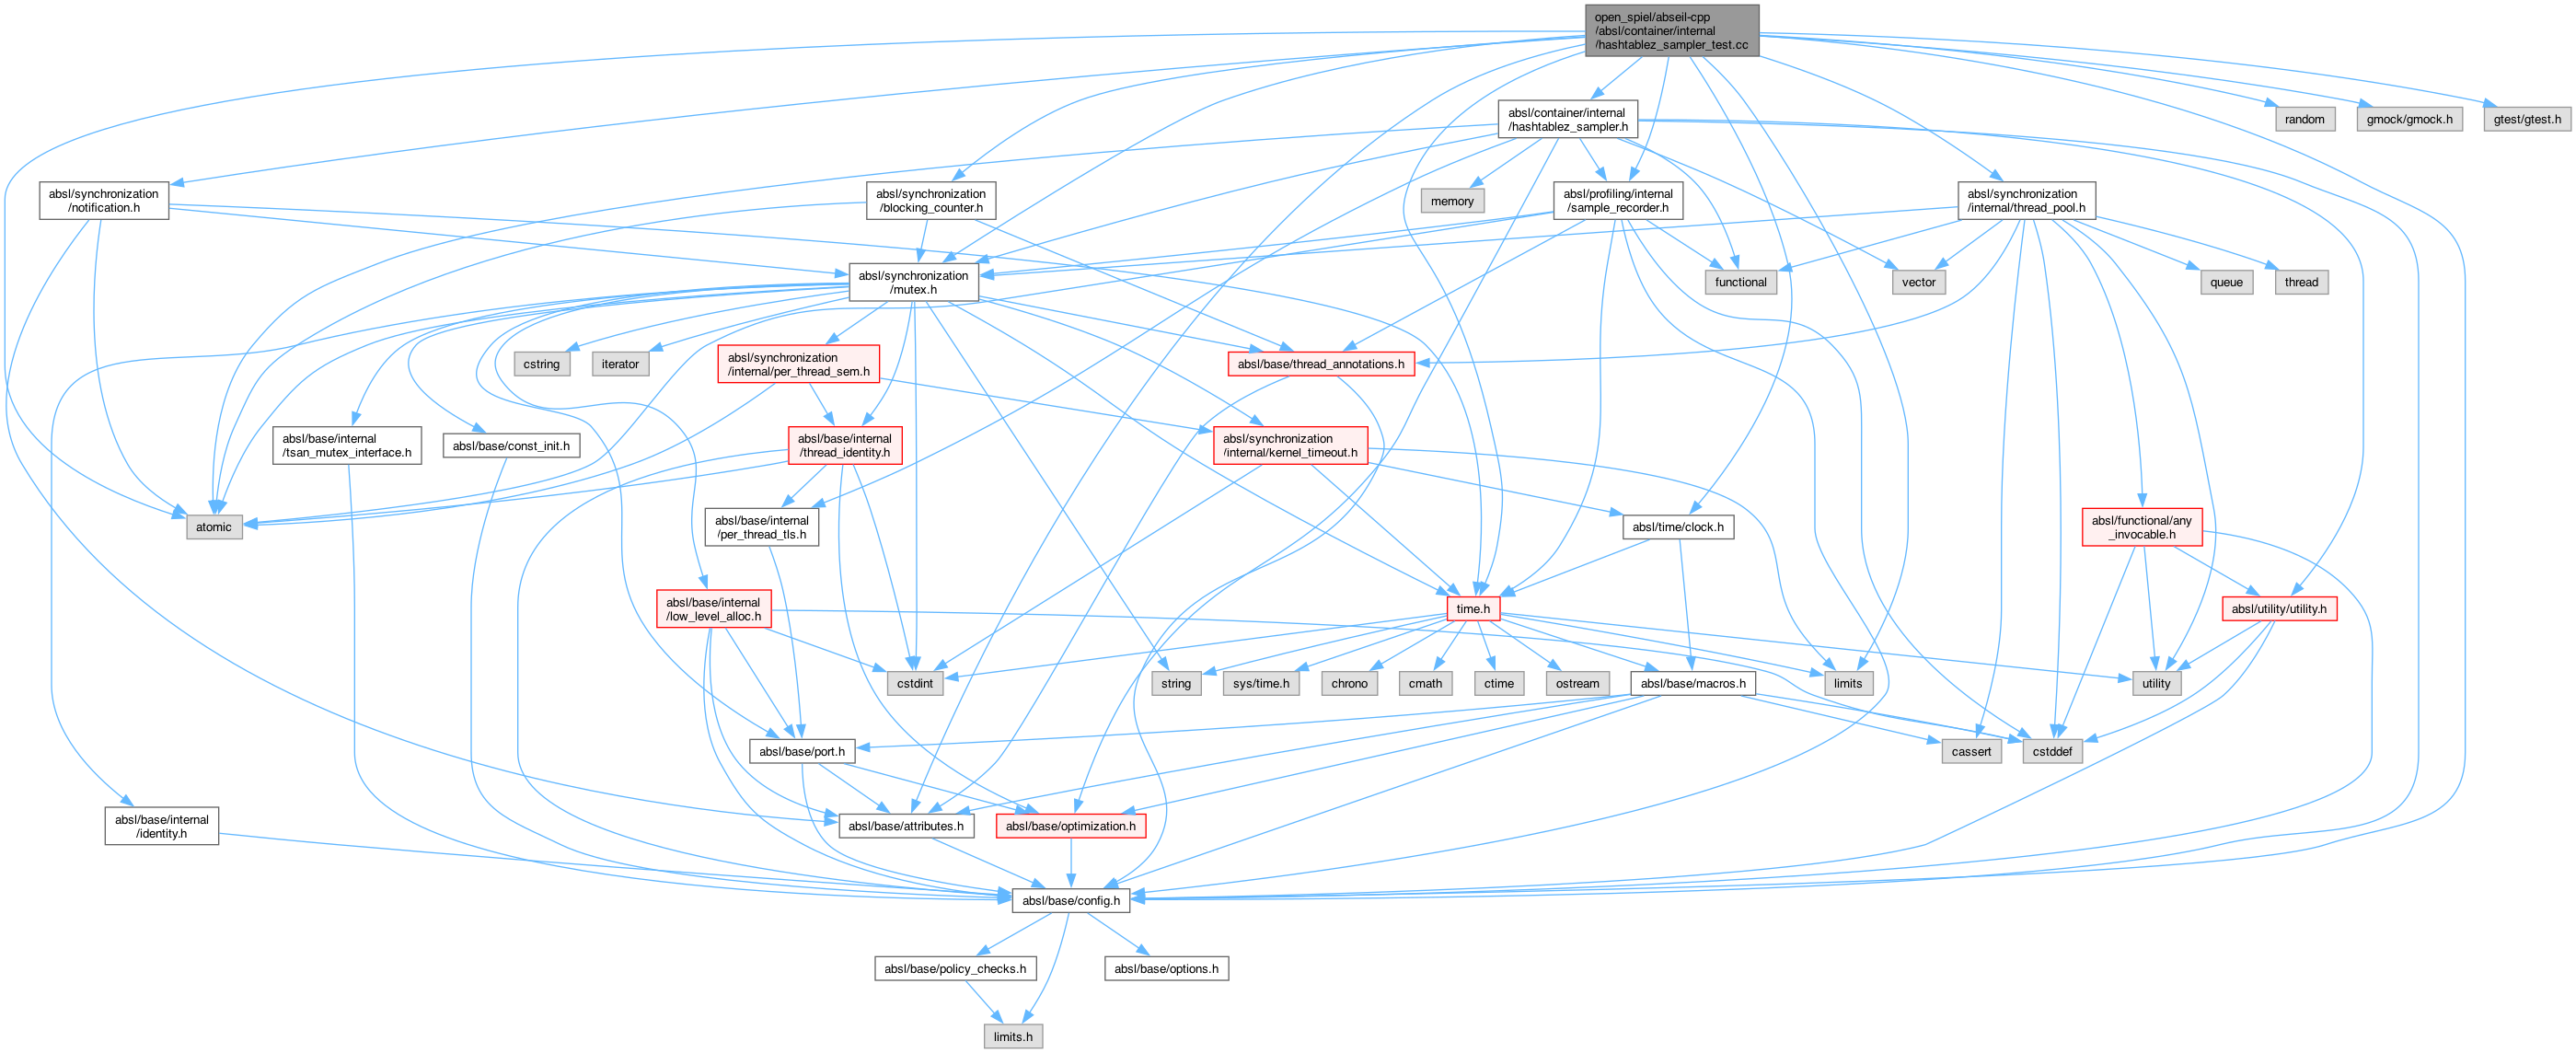 open_spiel/abseil-cpp
/absl/container/internal
/hashtablez_sampler_test.cc
absl/container/internal
/hashtablez_sampler.h
random
gmock/gmock.h
gtest/gtest.h
absl/synchronization
/notification.h
absl/synchronization
/blocking_counter.h
memory
absl/profiling/internal
/sample_recorder.h
absl/synchronization
/internal/thread_pool.h
absl/synchronization
/mutex.h
functional
vector
queue
thread
cstring
iterator
absl/synchronization
/internal/per_thread_sem.h
absl/base/thread_annotations.h
absl/base/internal
/tsan_mutex_interface.h
absl/base/const_init.h
absl/base/internal
/thread_identity.h
absl/synchronization
/internal/kernel_timeout.h
atomic
absl/base/internal
/per_thread_tls.h
absl/time/clock.h
absl/functional/any
_invocable.h
absl/base/internal
/low_level_alloc.h
time.h
absl/utility/utility.h
cstdint
string
sys/time.h
chrono
cmath
ctime
ostream
absl/base/macros.h
limits
utility
absl/base/port.h
cassert
cstddef
absl/base/internal
/identity.h
absl/base/attributes.h
absl/base/optimization.h
absl/base/config.h
absl/base/policy_checks.h
absl/base/options.h
limits.h